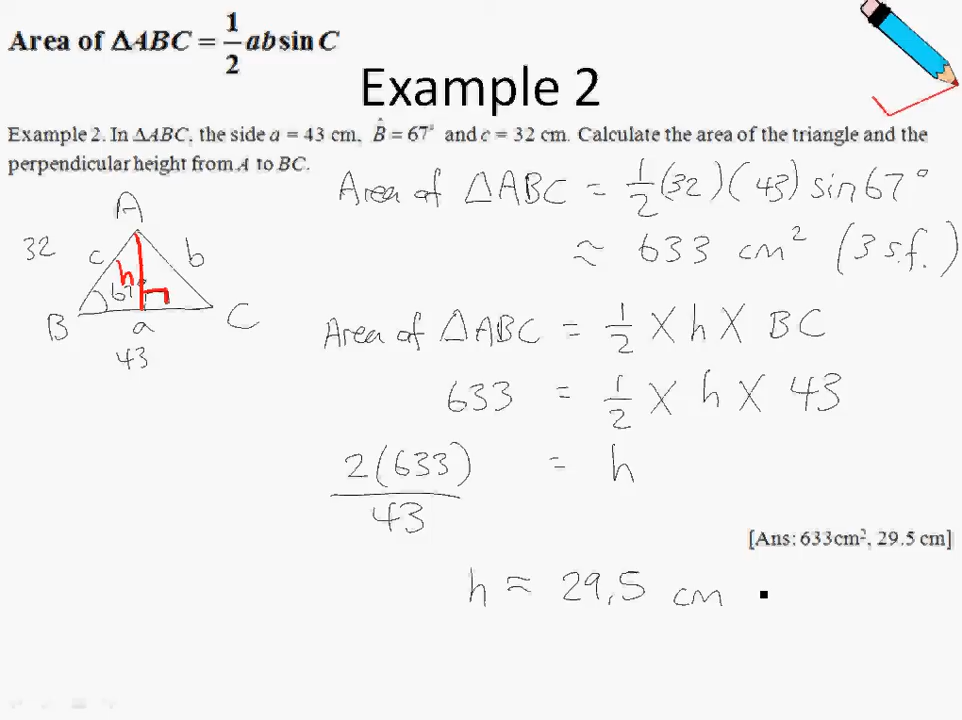 Area of ΔABC = 1/2 ab sin C
Example 2
Example 2. In ΔABC, the side a = 43 cm, B̂ = 67° and c = 32 cm. Calculate the area of the triangle and the
perpendicular height from A to BC.
Area of ΔABC = 1/2 (32)(43) sin 67°
≈ 633 cm² (3 s.f.)
A
32 c h b
67°
B a C
43
Area of ΔABC = 1/2 X h X BC
633 = 1/2 X h X 43
2(633)/43 = h
[Ans: 633cm², 29.5 cm]
h ≈ 29,5 cm